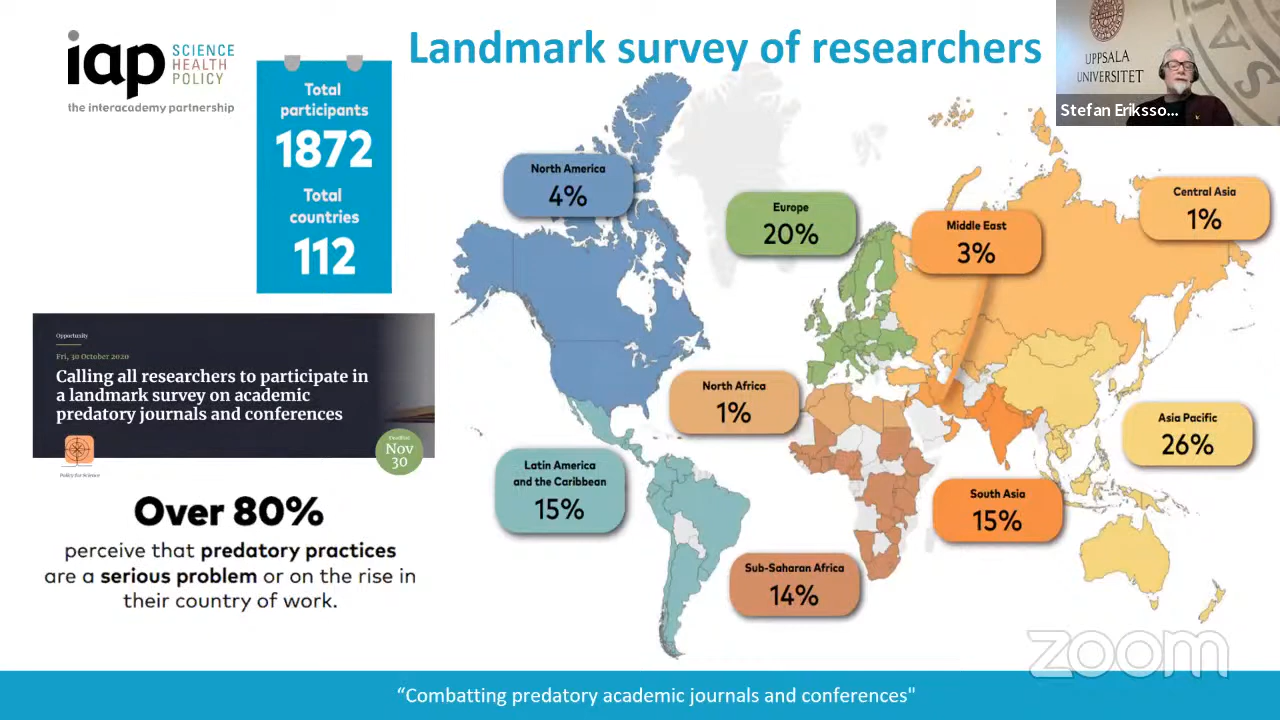 iap SCIENCE
HEALTH
POLICY
the interacademy partnership
Landmark survey of researchers
UPPSALA
UNIVERSITET
Stefan Eriksso...
Total
participants
1872
Total
countries
112
North America
4%
Europe
20%
Middle East
3%
Central Asia
1%
North Africa
1%
Asia Pacific
26%
Latin America
and the Caribbean
15%
South Asia
15%
Sub-Saharan Africa
14%
Opportunity
Fri, 30 October 2020
Calling all researchers to participate in
a landmark survey on academic
predatory journals and conferences
Deadline
Nov
30
Policy for Science
Over 80%
perceive that predatory practices
are a serious problem or on the rise in
their country of work.
zoom
“Combatting predatory academic journals and conferences"